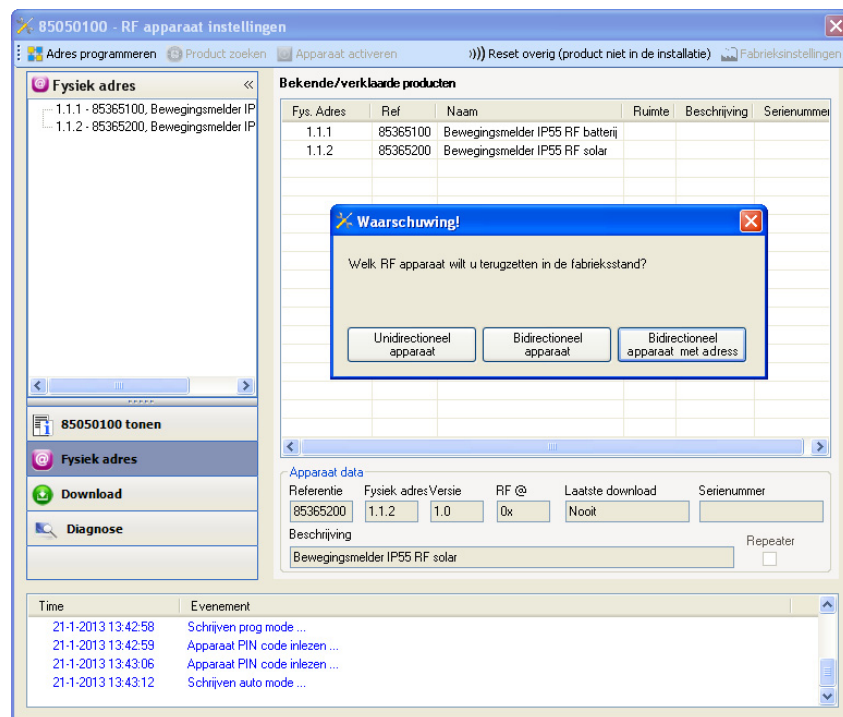 85050100 - RF apparaat instellingen
Adres programmeren Product zoeken Apparaat activeren Reset overig (product niet in de installatie) Fabrieksinstellingen
Fysiek adres
1.1.1 - 85365100, Bewegingsmelder IP
1.1.2 - 85365200, Bewegingsmelder IP
85050100 tonen
Fysiek adres
Download
Diagnose
Bekende/verklaarde producten
Fys. Adres Ref Naam Ruimte Beschrijving Serienummer
1.1.1 85365100 Bewegingsmelder IP55 RF batterij
1.1.2 85365200 Bewegingsmelder IP55 RF solar
Waarschuwing!
Welk RF apparaat wilt u terugzetten in de fabrieksstand?
Unidirectioneel
apparaat
Bidirectioneel
apparaat
Bidirectioneel
apparaat met adress
Apparaat data
Referentie Fysiek adres Versie RF @ Laatste download Serienummer
85365200 1.1.2 1.0 0x Nooit
Beschrijving
Repeater
Bewegingsmelder IP55 RF solar
Time Evenement
21-1-2013 13:42:58 Schrijven prog mode ...
21-1-2013 13:42:59 Apparaat PIN code inlezen ...
21-1-2013 13:43:06 Apparaat PIN code inlezen ...
21-1-2013 13:43:12 Schrijven auto mode ...